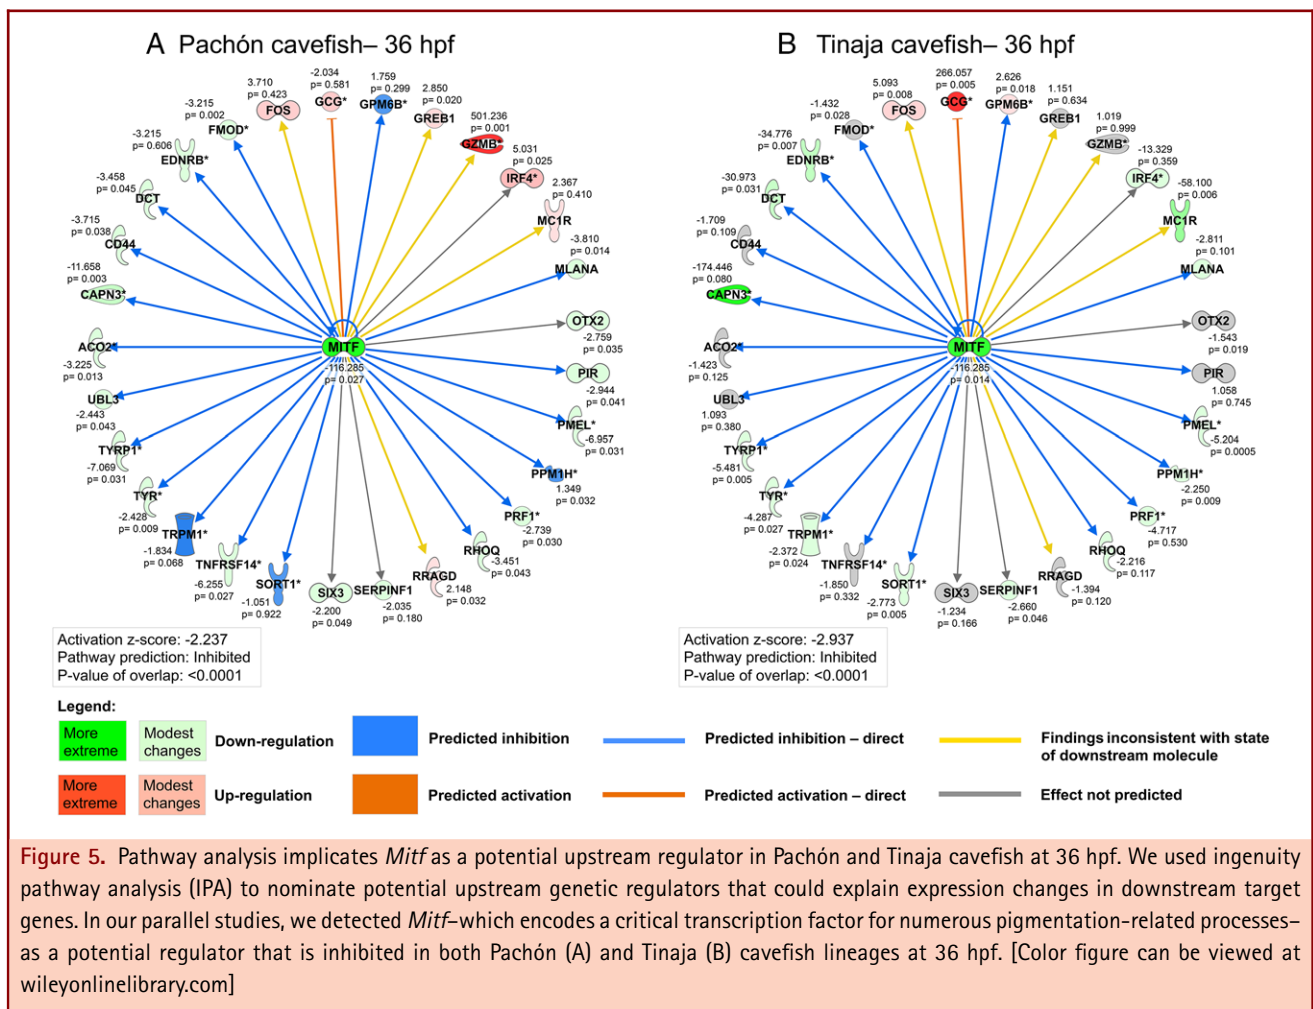 A Pachón cavefish– 36 hpf
3.710
p= 0.423
FOS
-2.034
p= 0.581
GCG*
1.759
p= 0.299
GPM6B*
2.850
p= 0.020
GREB1
501.236
p= 0.001
GZMB*
5.031
p= 0.025
IRF4*
2.367
p= 0.410
MC1R
-3.810
p= 0.014
MLANA
OTX2
-2.759
p= 0.035
PIR
-2.944
p= 0.041
PMEL*
-6.957
p= 0.031
PPM1H*
1.349
p= 0.032
PRF1*
-2.739
p= 0.030
RHOQ
-3.451
p= 0.043
RRAGD
2.148
p= 0.032
SERPINF1
-2.035
p= 0.180
SIX3
-2.200
p= 0.049
SORT1*
-1.051
p= 0.922
TNFRSF14*
-6.255
p= 0.027
TRPM1*
-1.834
p= 0.068
TYR*
-2.428
p= 0.009
TYRP1*
-7.069
p= 0.031
UBL3
-2.443
p= 0.043
ACO2*
-3.225
p= 0.013
-11.658
p= 0.003
CAPN3*
-3.715
p= 0.038
CD44
-3.458
p= 0.045
DCT
-3.215
p= 0.606
EDNRB*
-3.215
p= 0.002
FMOD*
MITF
-116.285
p= 0.027
Activation z-score: -2.237
Pathway prediction: Inhibited
P-value of overlap: <0.0001
B Tinaja cavefish– 36 hpf
5.093
p= 0.008
FOS
266.057
p= 0.005
GCG*
2.626
p= 0.018
GPM6B*
1.151
p= 0.634
GREB1
1.019
p= 0.999
GZMB*
-13.329
p= 0.359
IRF4*
-58.100
p= 0.006
MC1R
-2.811
p= 0.101
MLANA
OTX2
-1.543
p= 0.019
PIR
1.058
p= 0.745
PMEL*
-5.204
p= 0.0005
PPM1H*
-2.250
p= 0.009
PRF1*
-4.717
p= 0.530
RHOQ
-2.216
p= 0.117
RRAGD
-1.394
p= 0.120
SERPINF1
-2.660
p= 0.046
SIX3
-1.234
p= 0.166
SORT1*
-2.773
p= 0.005
TNFRSF14*
-1.850
p= 0.332
TRPM1*
-2.372
p= 0.024
TYR*
-4.287
p= 0.027
TYRP1*
-5.481
p= 0.005
UBL3
1.093
p= 0.380
ACO2*
-1.423
p= 0.125
-174.446
p= 0.080
CAPN3*
-1.709
p= 0.109
CD44
-30.973
p= 0.031
DCT
-34.776
p= 0.007
EDNRB*
-1.432
p= 0.028
FMOD*
MITF
-116.285
p= 0.014
Activation z-score: -2.937
Pathway prediction: Inhibited
P-value of overlap: <0.0001
Legend:
More extreme
Modest changes
Down-regulation
Predicted inhibition
Predicted inhibition – direct
Findings inconsistent with state
of downstream molecule
More extreme
Modest changes
Up-regulation
Predicted activation
Predicted activation – direct
Effect not predicted
Figure 5. Pathway analysis implicates Mitf as a potential upstream regulator in Pachón and Tinaja cavefish at 36 hpf. We used ingenuity
pathway analysis (IPA) to nominate potential upstream genetic regulators that could explain expression changes in downstream target
genes. In our parallel studies, we detected Mitf–which encodes a critical transcription factor for numerous pigmentation-related processes–
as a potential regulator that is inhibited in both Pachón (A) and Tinaja (B) cavefish lineages at 36 hpf. [Color figure can be viewed at
wileyonlinelibrary.com]